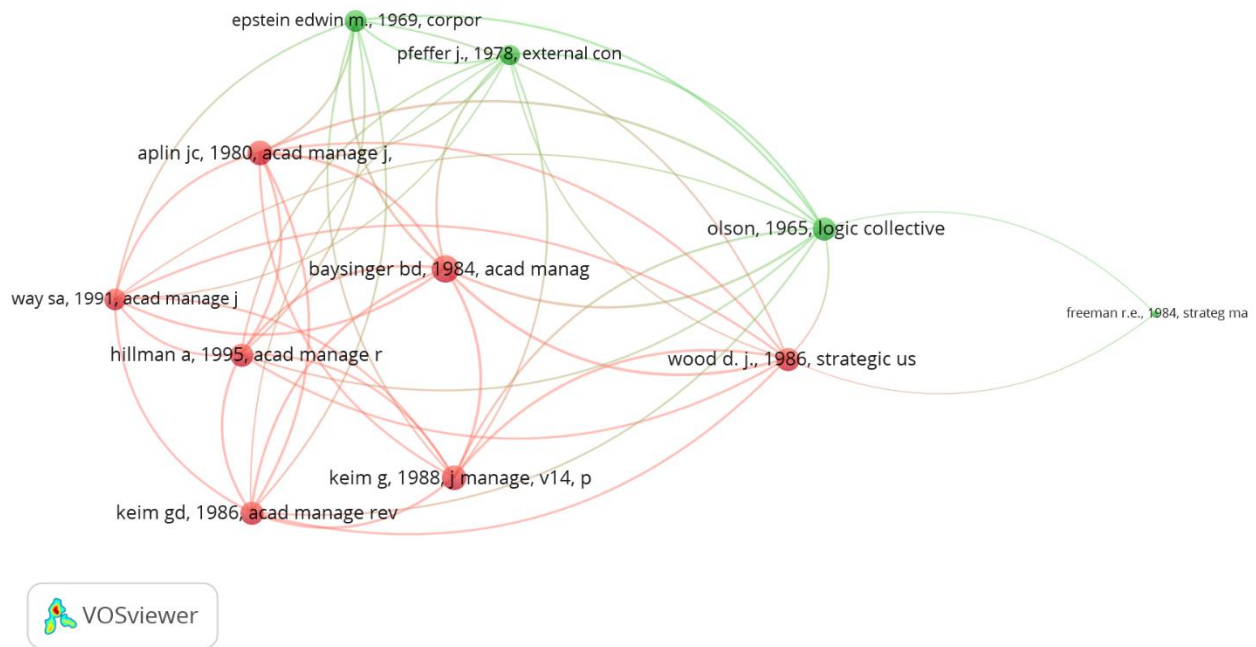 epstein edwin m., 1969, corpor
pfeffer j., 1978, external con
aplin jc, 1980, acad manage j,
olson, 1965, logic collective
baysinger bd, 1984, acad manag
way sa, 1991, acad manage j
freeman r.e., 1984, strateg ma
hillman a, 1995, acad manage r
wood d. j., 1986, strategic us
keim g, 1988, j manage, v14, p
keim gd, 1986, acad manage rev
VOSviewer